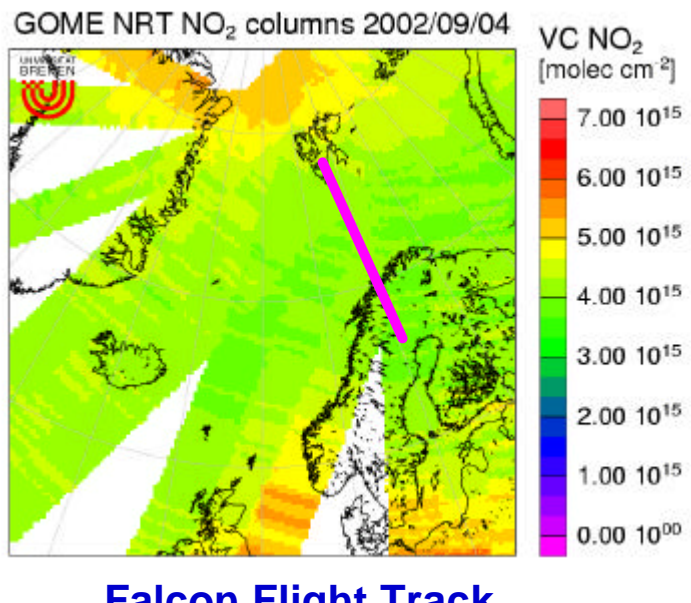 GOME NRT NO₂ columns 2002/09/04
UNIVERSITÄT
BREMEN
VC NO₂
[molec cm⁻²]
7.00 10¹⁵
6.00 10¹⁵
5.00 10¹⁵
4.00 10¹⁵
3.00 10¹⁵
2.00 10¹⁵
1.00 10¹⁵
0.00 10⁰⁰
Falcon Flight Track